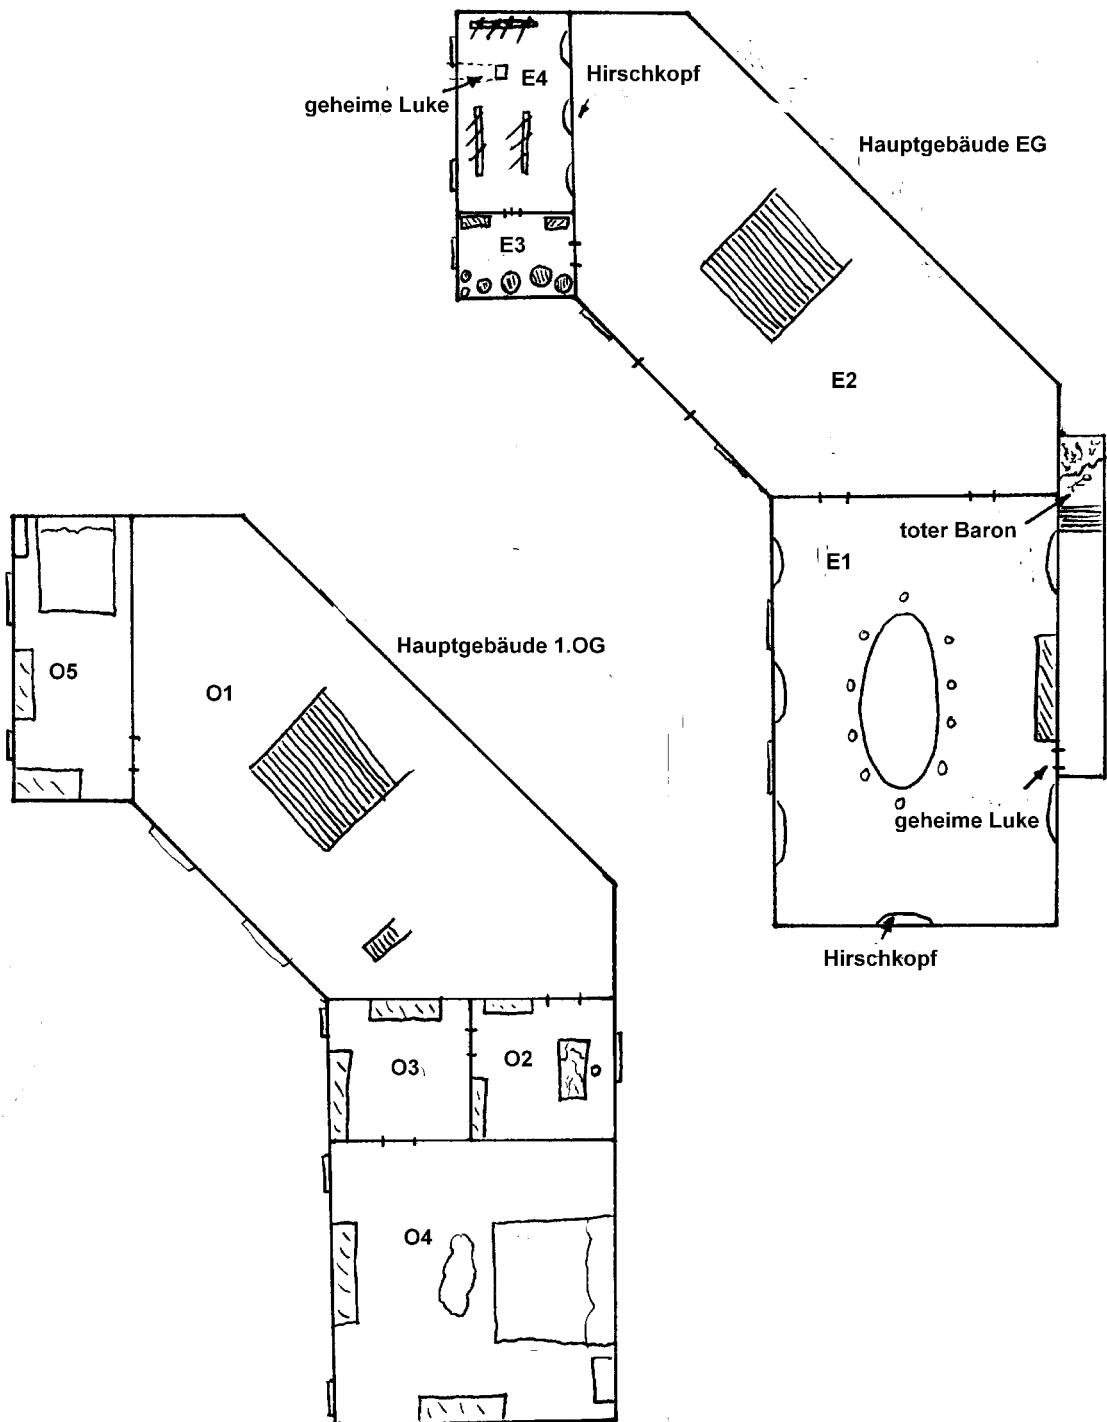 E4
Hirschkopf
geheime Luke
Hauptgebäude EG
E3
E2
toter Baron
E1
geheime Luke
Hirschkopf
Hauptgebäude 1.OG
O5
O1
O3
O2
O4